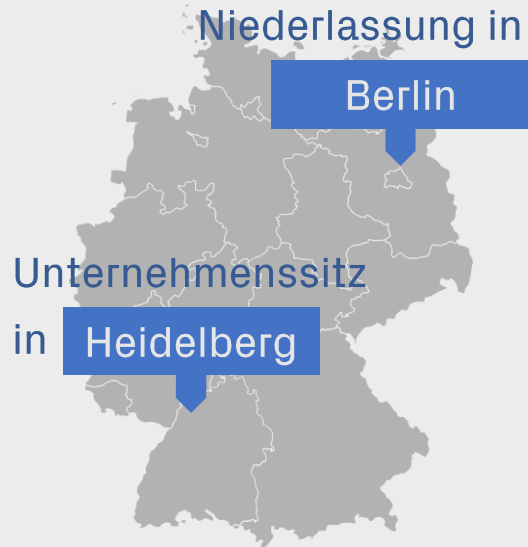 Niederlassung in
Berlin
Unternehmenssitz
in Heidelberg